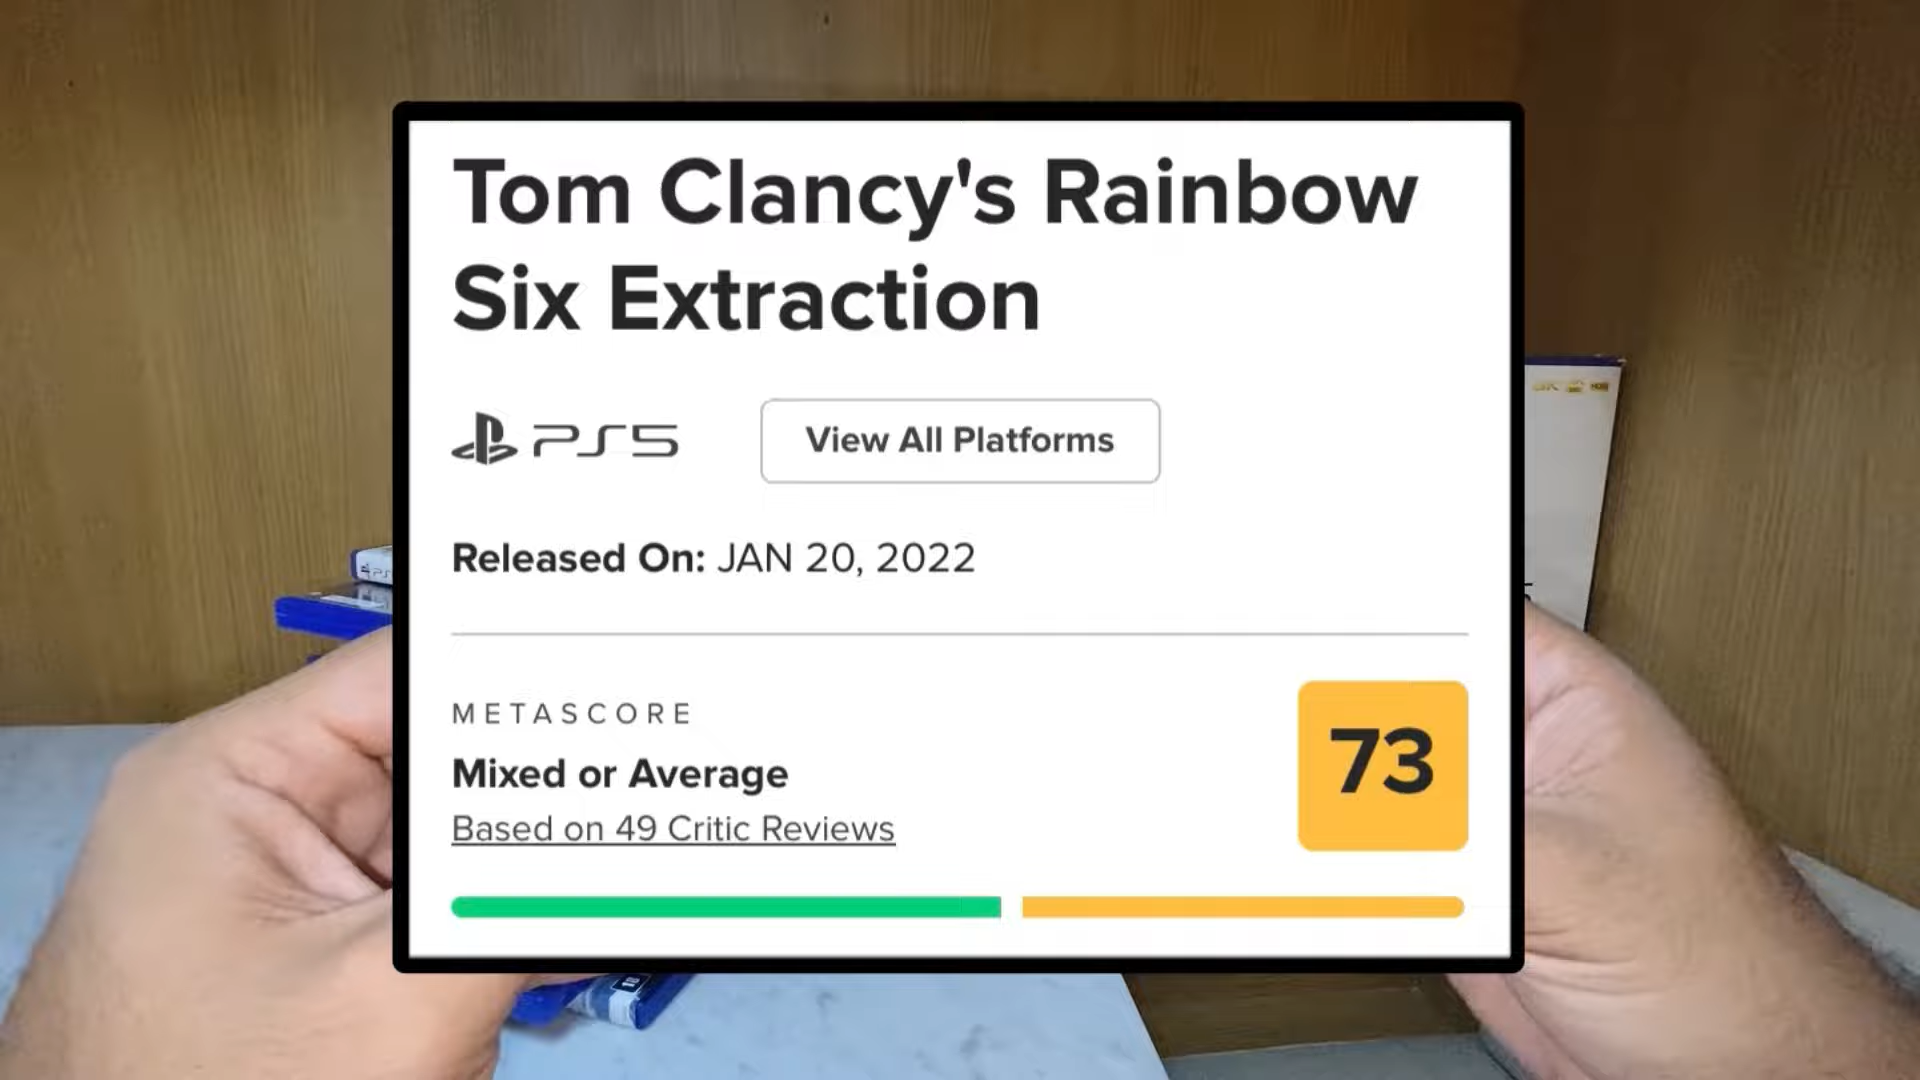 Tom Clancy's Rainbow
Six Extraction
PS5
View All Platforms
Released On: JAN 20, 2022
METASCORE
Mixed or Average
73
Based on 49 Critic Reviews